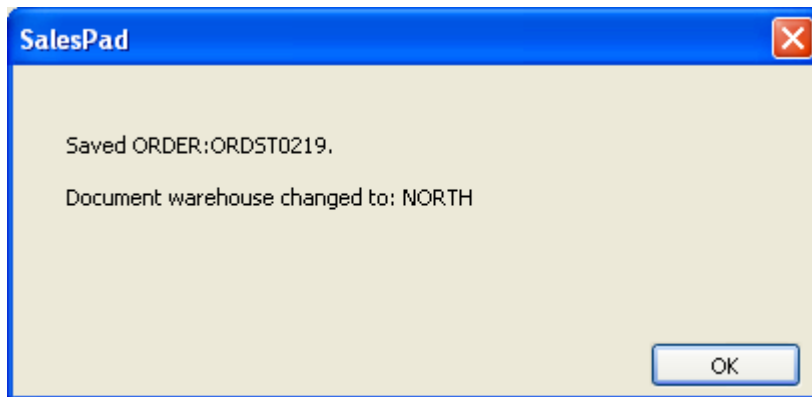 SalesPad
Saved ORDER:ORDST0219.
Document warehouse changed to: NORTH
OK